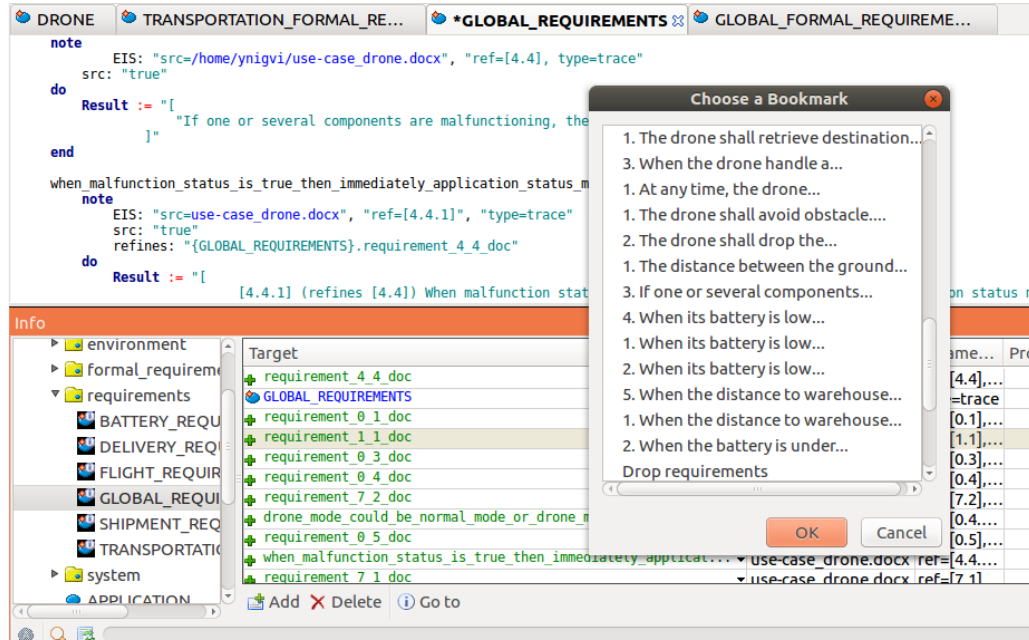 DRONE
TRANSPORTATION_FORMAL_RE...
*GLOBAL_REQUIREMENTS
GLOBAL_FORMAL_REQUIREME...
note
EIS: "src=/home/ynigvi/use-case_drone.docx", "ref=[4.4], type=trace"
src: "true"
do
Result := "[
"If one or several components are malfunctioning, the
]"
end
when_malfunction_status_is_true_then_immediately_application_status_m
note
EIS: "src=use-case_drone.docx", "ref=[4.4.1]", "type=trace"
src: "true"
refines: "{GLOBAL_REQUIREMENTS}.requirement_4_4_doc"
do
Result := "[
[4.4.1] (refines [4.4]) When malfunction stat
on status m
Choose a Bookmark
1. The drone shall retrieve destination...
3. When the drone handle a...
1. At any time, the drone...
1. The drone shall avoid obstacle....
2. The drone shall drop the...
1. The distance between the ground...
3. If one or several components...
4. When its battery is low...
1. When its battery is low...
2. When its battery is low...
5. When the distance to warehouse...
1. When the distance to warehouse...
2. When the battery is under...
Drop requirements
OK
Cancel
Info
environment
formal_requireme
requirements
BATTERY_REQU
DELIVERY_REQ
FLIGHT_REQUIR
GLOBAL_REQUI
SHIPMENT_REQ
TRANSPORTATI
system
APPLICATION
Target
ame...
Pro
requirement_4_4_doc
[4.4],...
GLOBAL_REQUIREMENTS
=trace
requirement_0_1_doc
[0.1],...
requirement_1_1_doc
[1.1],...
requirement_0_3_doc
[0.3],...
requirement_0_4_doc
[0.4],...
requirement_7_2_doc
[7.2],...
drone_mode_could_be_normal_mode_or_drone_m
[0.4....
requirement_0_5_doc
[0.5],...
when_malfunction_status_is_true_then_immediately_applicat...
use-case_drone.docx
ref=[4.4....
requirement_7_1_doc
use-case_drone.docx
ref=[7.1]
Add
Delete
Go to